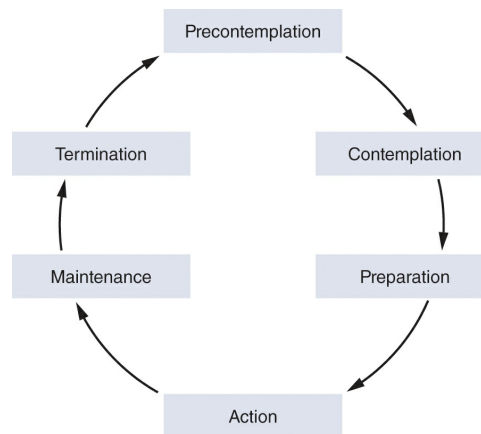 Precontemplation
Termination
Contemplation
Maintenance
Preparation
Action